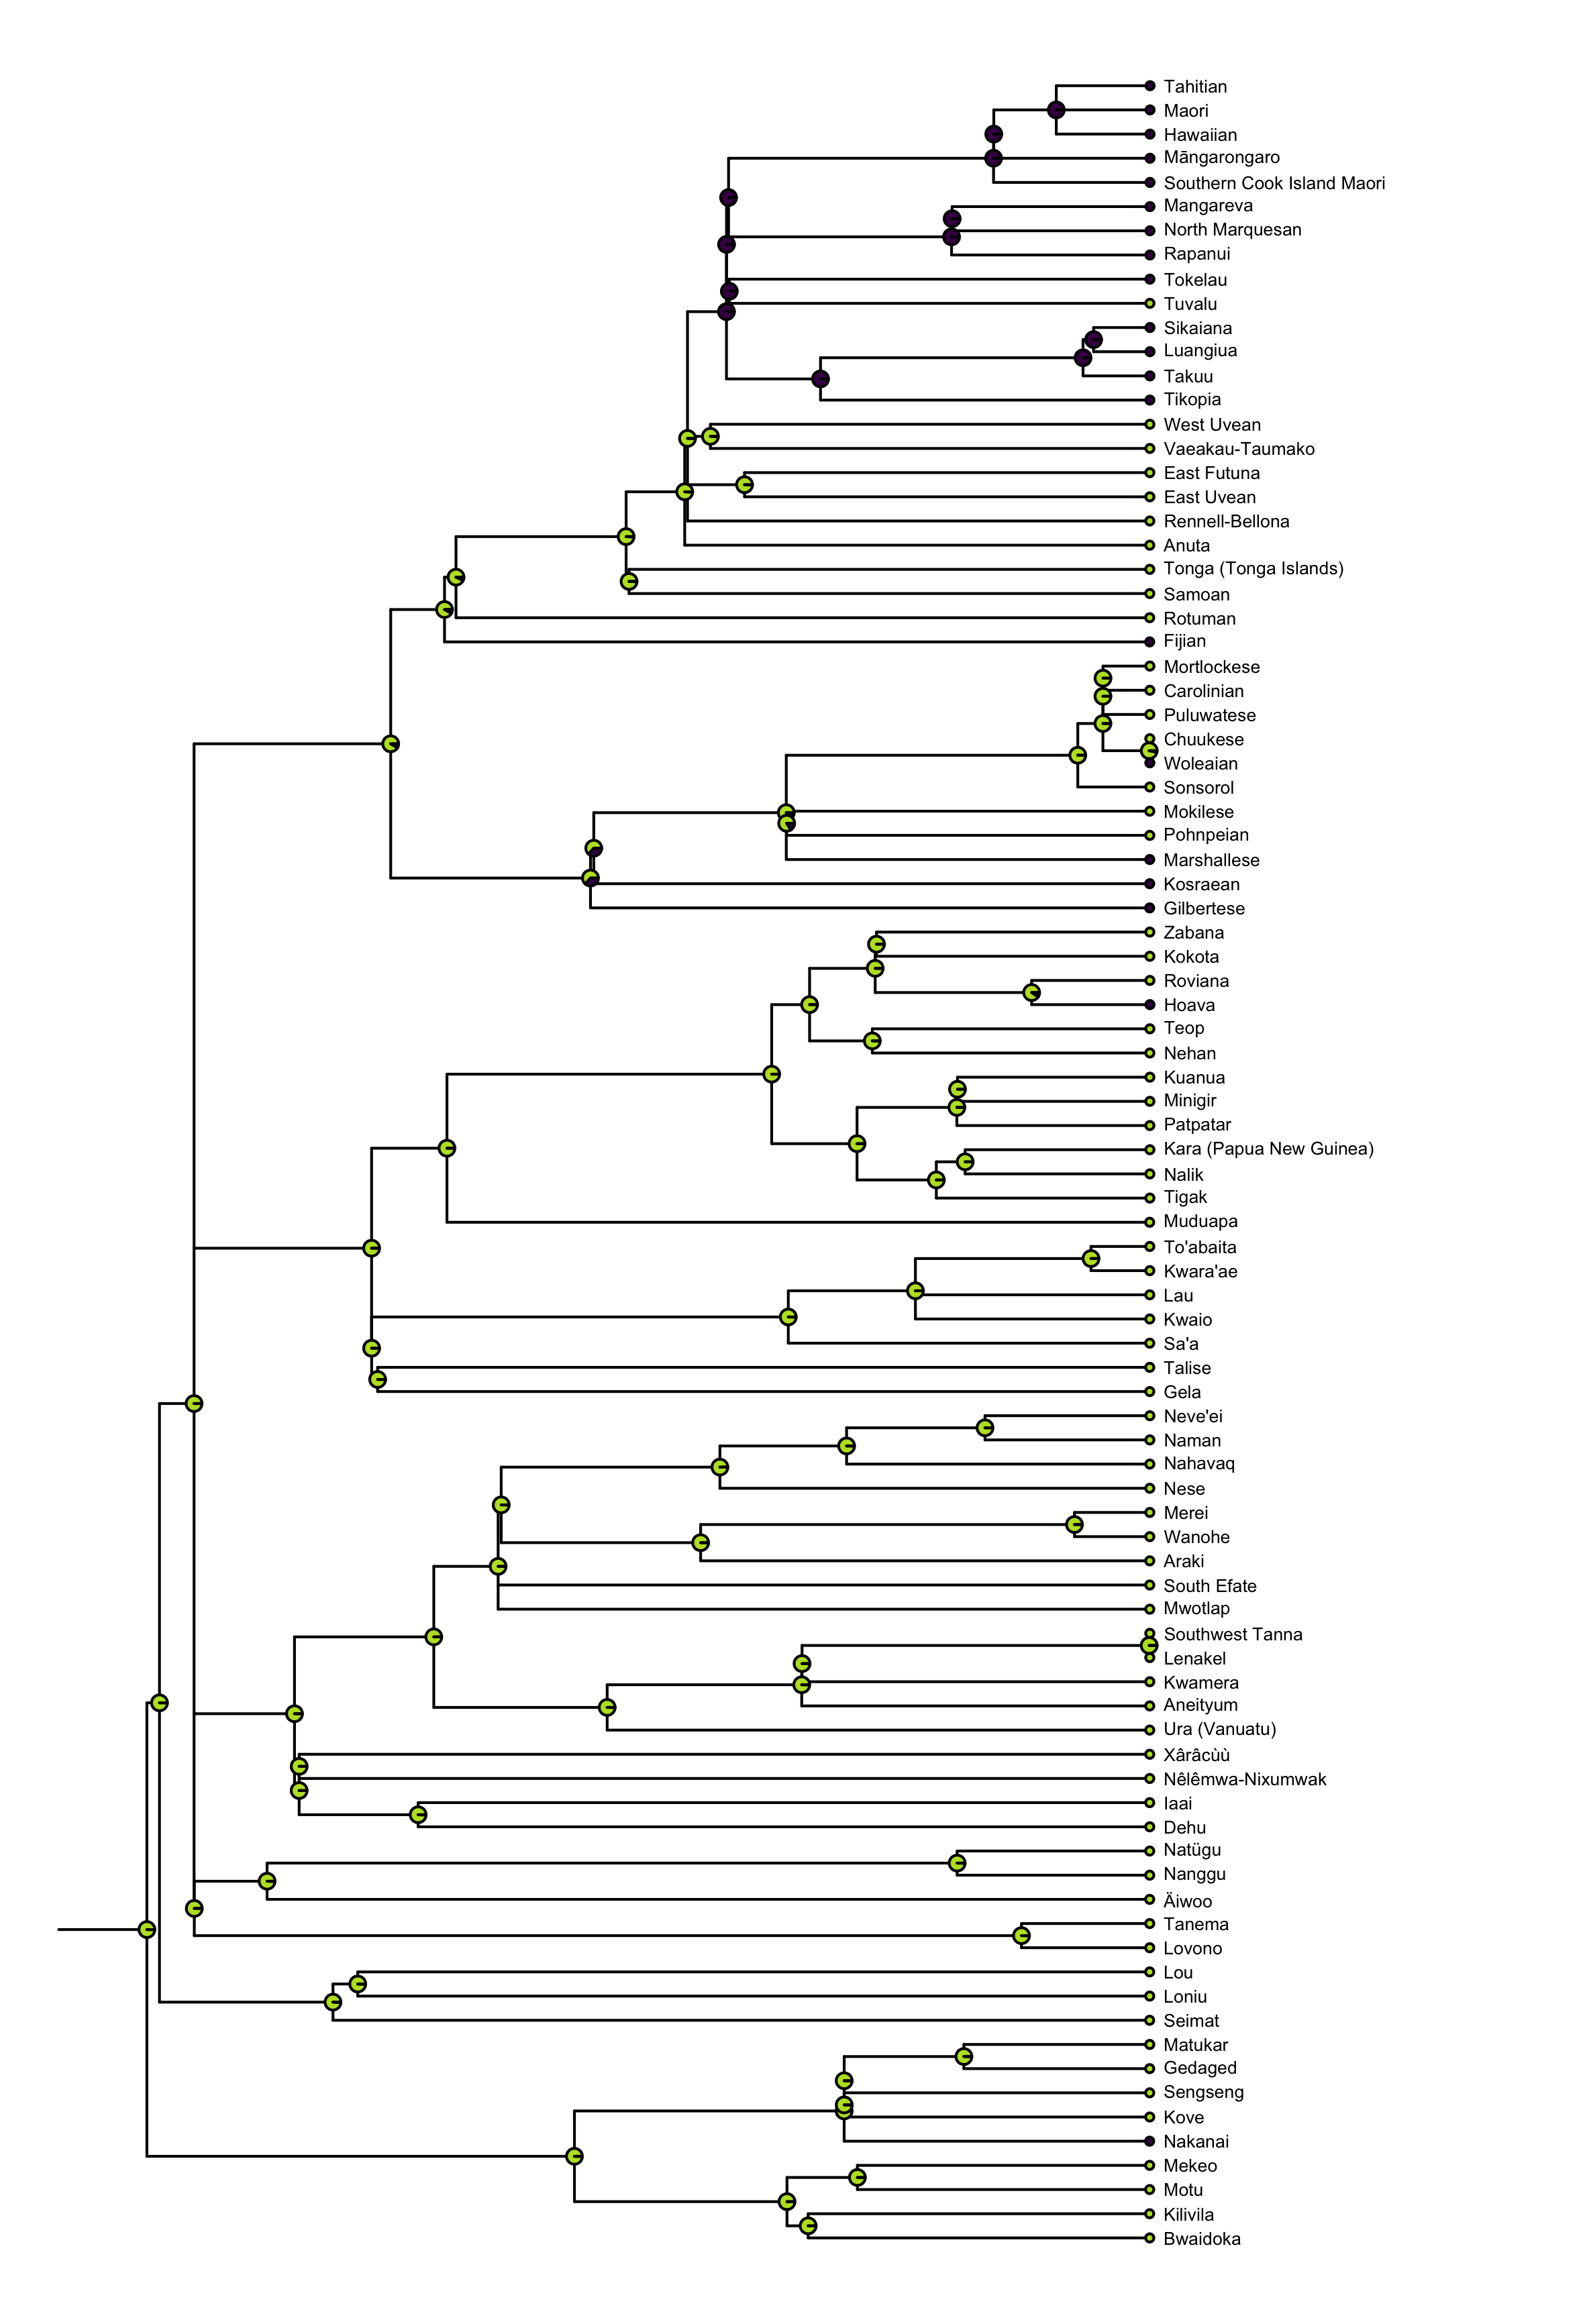 Tahitian
Maori
Hawaiian
Māngarongaro
Southern Cook Island Maori
Mangareva
North Marquesan
Rapanui
Tokelau
Tuvalu
Sikaiana
Luangiua
Takuu
Tikopia
West Uvean
Vaeakau-Taumako
East Futuna
East Uvean
Rennell-Bellona
Anuta
Tonga (Tonga Islands)
Samoan
Rotuman
Fijian
Mortlockese
Carolinian
Puluwatese
Chuukese
Woleaian
Sonsorol
Mokilese
Pohnpeian
Marshallese
Kosraean
Gilbertese
Zabana
Kokota
Roviana
Hoava
Teop
Nehan
Kuanua
Minigir
Patpatar
Kara (Papua New Guinea)
Nalik
Tigak
Muduapa
To'abaita
Kwara'ae
Lau
Kwaio
Sa'a
Talise
Gela
Neve'ei
Naman
Nahavaq
Nese
Merei
Wanohe
Araki
South Efate
Mwotlap
Southwest Tanna
Lenakel
Kwamera
Aneityum
Ura (Vanuatu)
Xârâcùù
Nêlêmwa-Nixumwak
Iaai
Dehu
Natügu
Nanggu
Äiwoo
Tanema
Lovono
Lou
Loniu
Seimat
Matukar
Gedaged
Sengseng
Kove
Nakanai
Mekeo
Motu
Kilivila
Bwaidoka